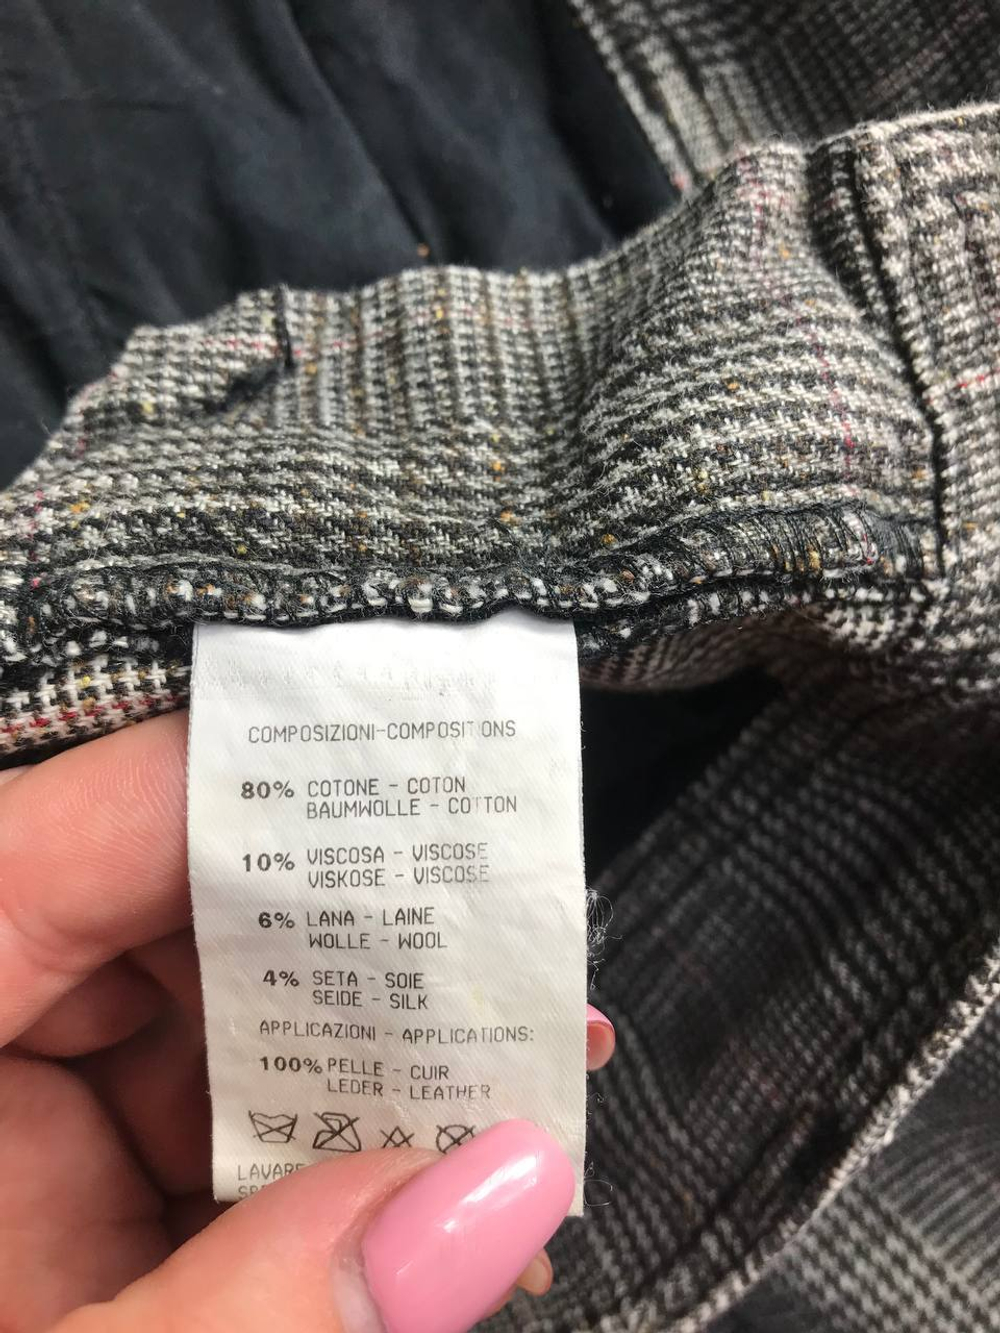 COMPOSIZIONI-COMPOSITIONS
80% COTONE - COTON
BAUMWOLLE - COTTON
10% VISCOSA - VISCOSE
VISKOSE - VISCOSE
6% LANA - LAINE
WOLLE - WOOL
4% SETA - SOIE
SEIDE - SILK
APPLICAZIONI - APPLICATIONS:
100% PELLE - CUIR
LEDER - LEATHER
LAVARE